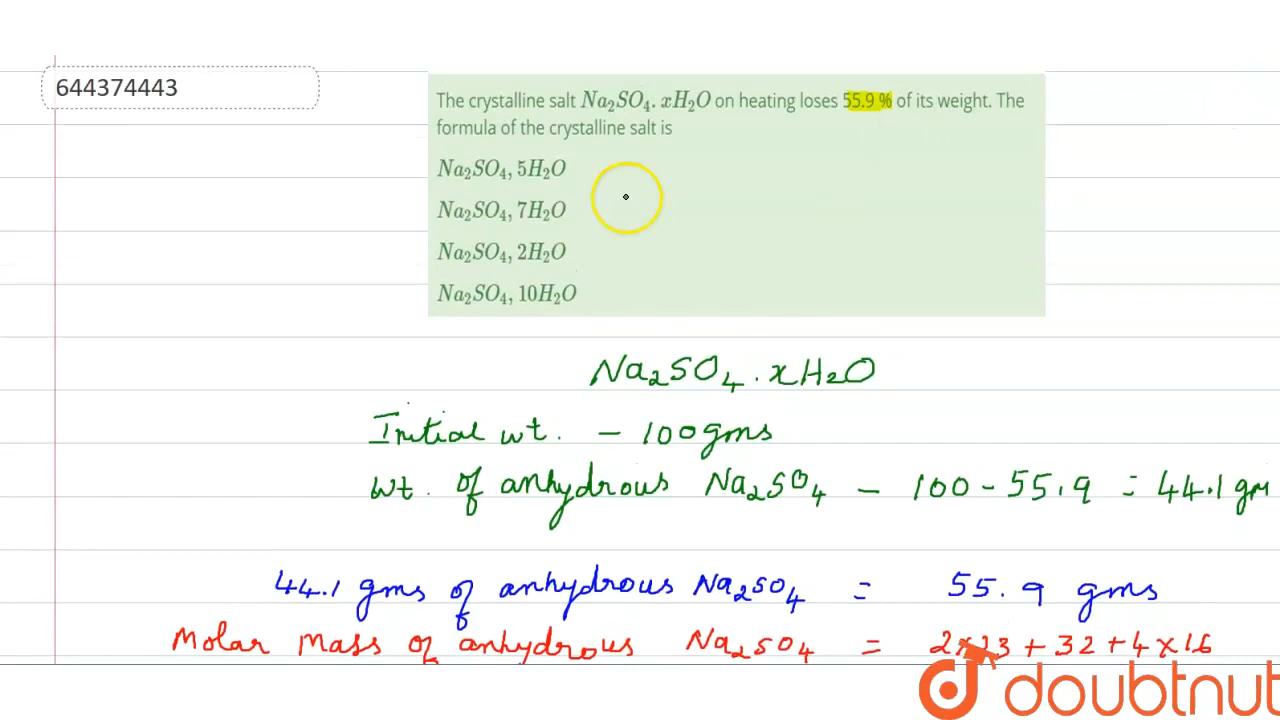 644374443
The crystalline salt Na₂SO₄. xH₂O on heating loses 55.9 % of its weight. The
formula of the crystalline salt is
Na₂SO₄, 5H₂O
Na₂SO₄, 7H₂O
Na₂SO₄, 2H₂O
Na₂SO₄, 10H₂O
Na₂SO₄ . xH₂O
Initial wt. – 100gms
Wt. of anhydrous Na₂SO₄ – 100 - 55.9 = 44.1 gm
44.1 gms of anhydrous Na₂SO₄ = 55.9 gms
Molar Mass of anhydrous Na₂SO₄ = 2×23 + 32 + 4×16
doubtnut